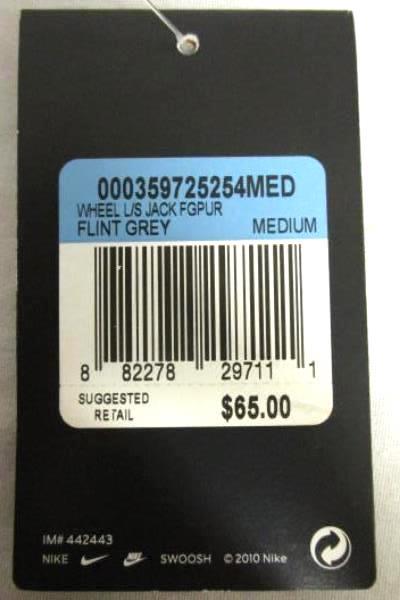 000359725254MED
WHEEL L/S JACK FGPUR
FLINT GREY MEDIUM
8 82278 29711 1
SUGGESTED
RETAIL $65.00
IM# 442443
NIKE SWOOSH © 2010 Nike